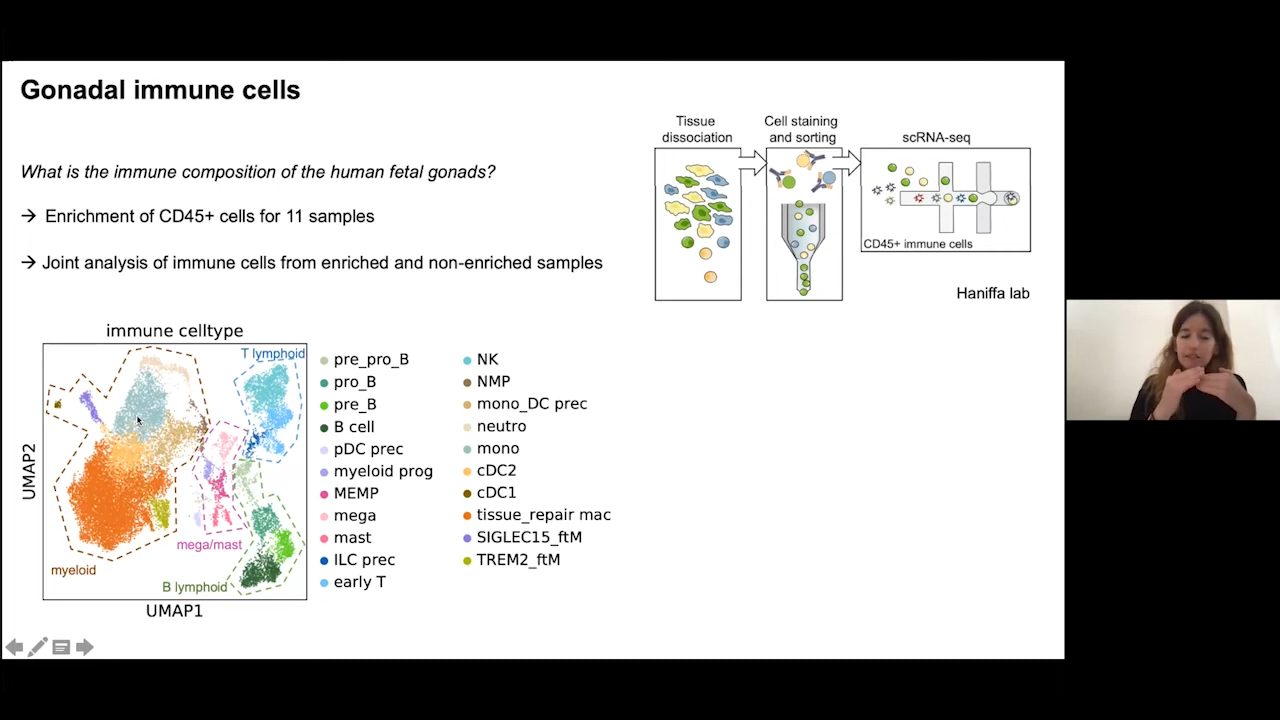 Gonadal immune cells
What is the immune composition of the human fetal gonads?
→ Enrichment of CD45+ cells for 11 samples
→ Joint analysis of immune cells from enriched and non-enriched samples
Tissue
dissociation
Cell staining
and sorting
scRNA-seq
CD45+ immune cells
Haniffa lab
immune celltype
T lymphoid
mega/mast
myeloid
B lymphoid
UMAP2
UMAP1
pre_pro_B
pro_B
pre_B
B cell
pDC prec
myeloid prog
MEMP
mega
mast
ILC prec
early T
NK
NMP
mono_DC prec
neutro
mono
cDC2
cDC1
tissue_repair mac
SIGLEC15_ftM
TREM2_ftM